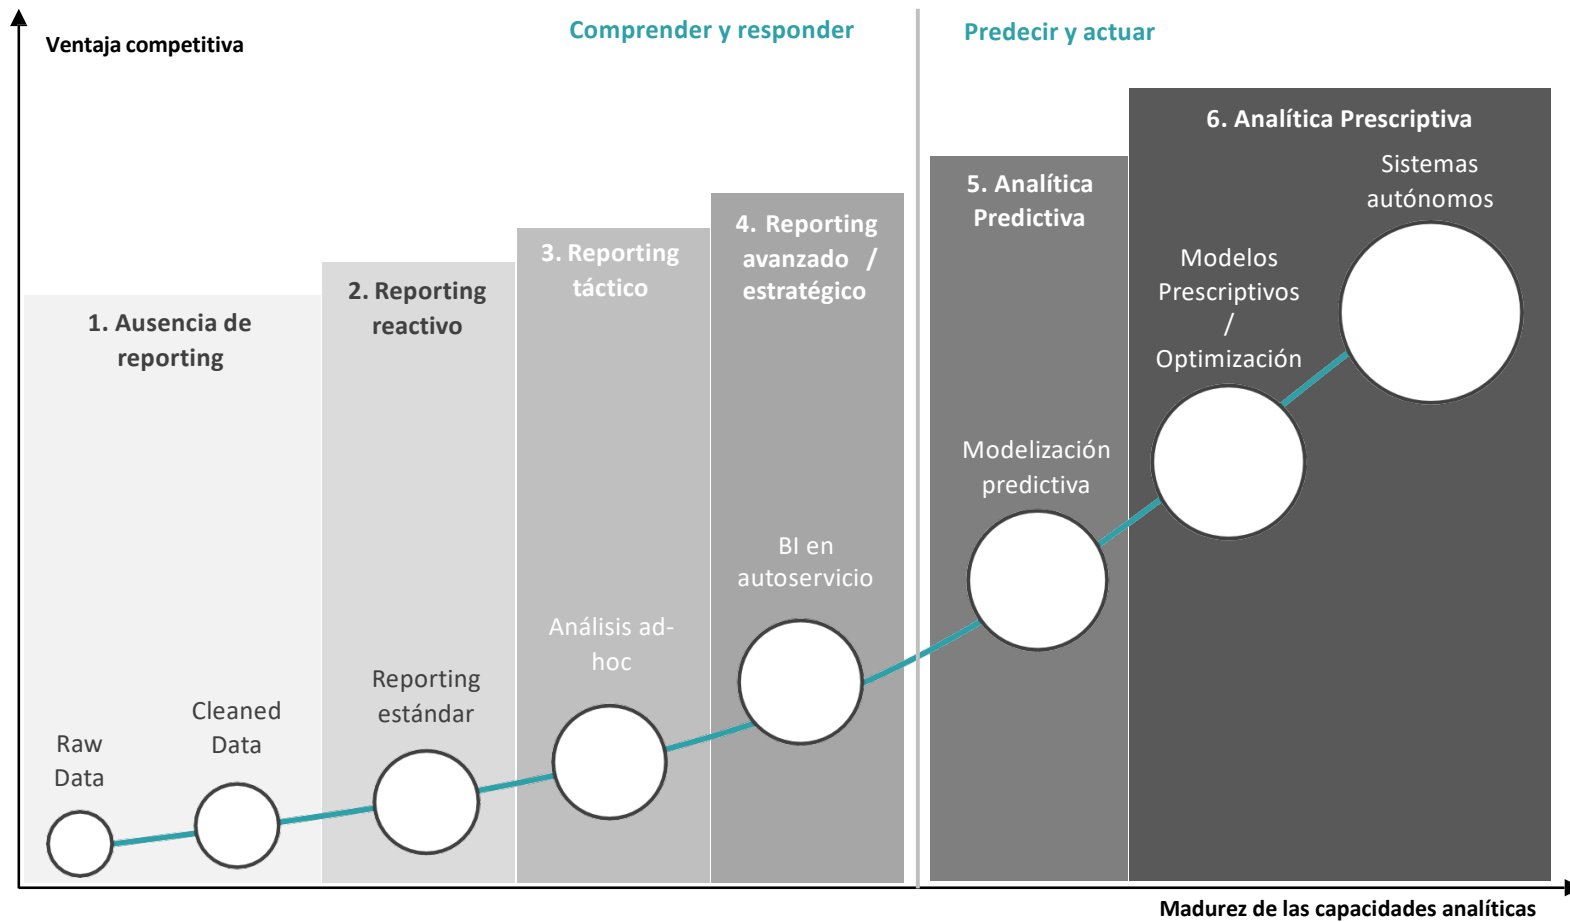 Ventaja competitiva
Comprender y responder
Predecir y actuar
1. Ausencia de
reporting
2. Reporting
reactivo
3. Reporting
táctico
4. Reporting
avanzado /
estratégico
5. Analítica
Predictiva
6. Analítica Prescriptiva
Raw
Data
Cleaned
Data
Reporting
estándar
Análisis ad-
hoc
BI en
autoservicio
Modelización
predictiva
Modelos
Prescriptivos
/
Optimización
Sistemas
autónomos
Madurez de las capacidades analíticas